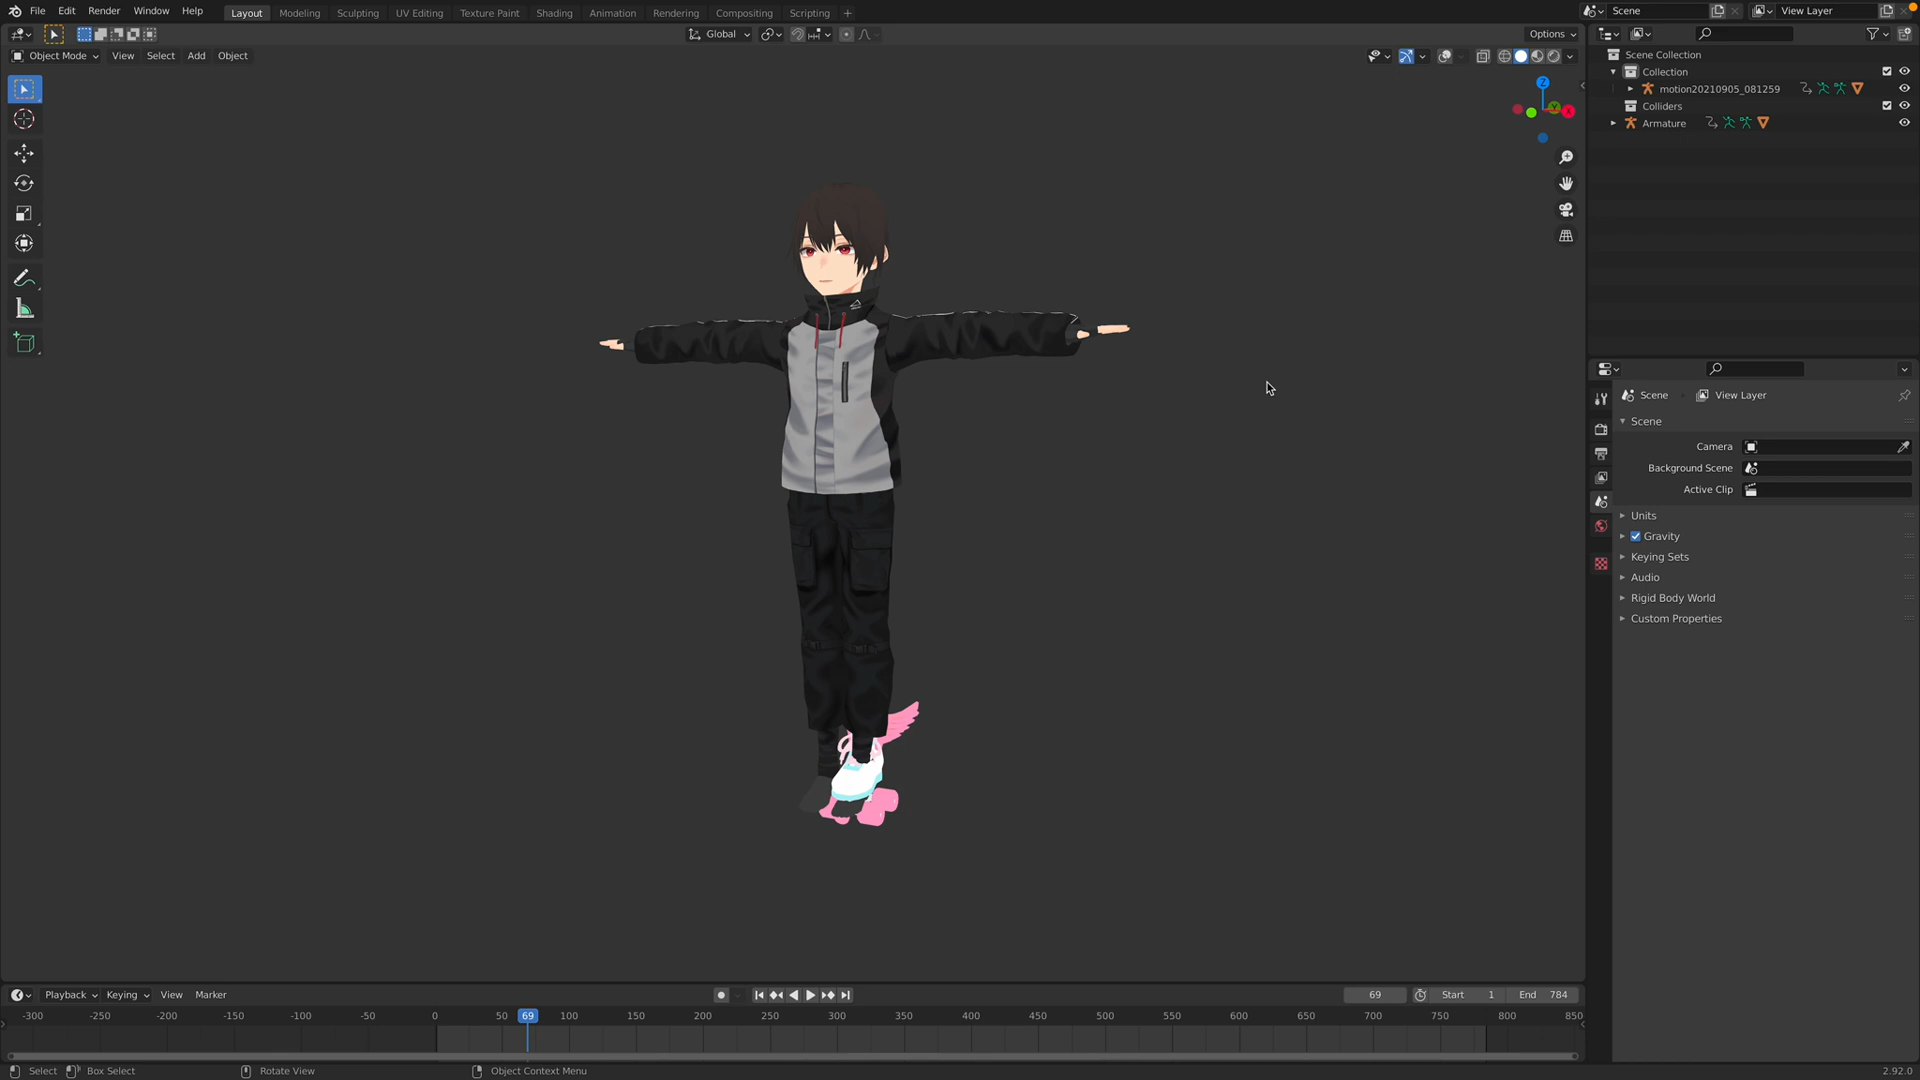 File Edit Render Window Help Layout Modeling Sculpting UV Editing Texture Paint Shading Animation Rendering Compositing Scripting + Scene View Layer
Global Options
Object Mode View Select Add Object
Z
Y
X
Scene Collection
Collection
motion20210905_081259
Colliders
Armature
Scene View Layer
Scene
Camera
Background Scene
Active Clip
Units
Gravity
Keying Sets
Audio
Rigid Body World
Custom Properties
Playback Keying View Marker 69 Start 1 End 784
-300 -250 -200 -150 -100 -50 0 50 69 100 150 200 250 300 350 400 450 500 550 600 650 700 750 800 850
Select Box Select Rotate View Object Context Menu 2.92.0